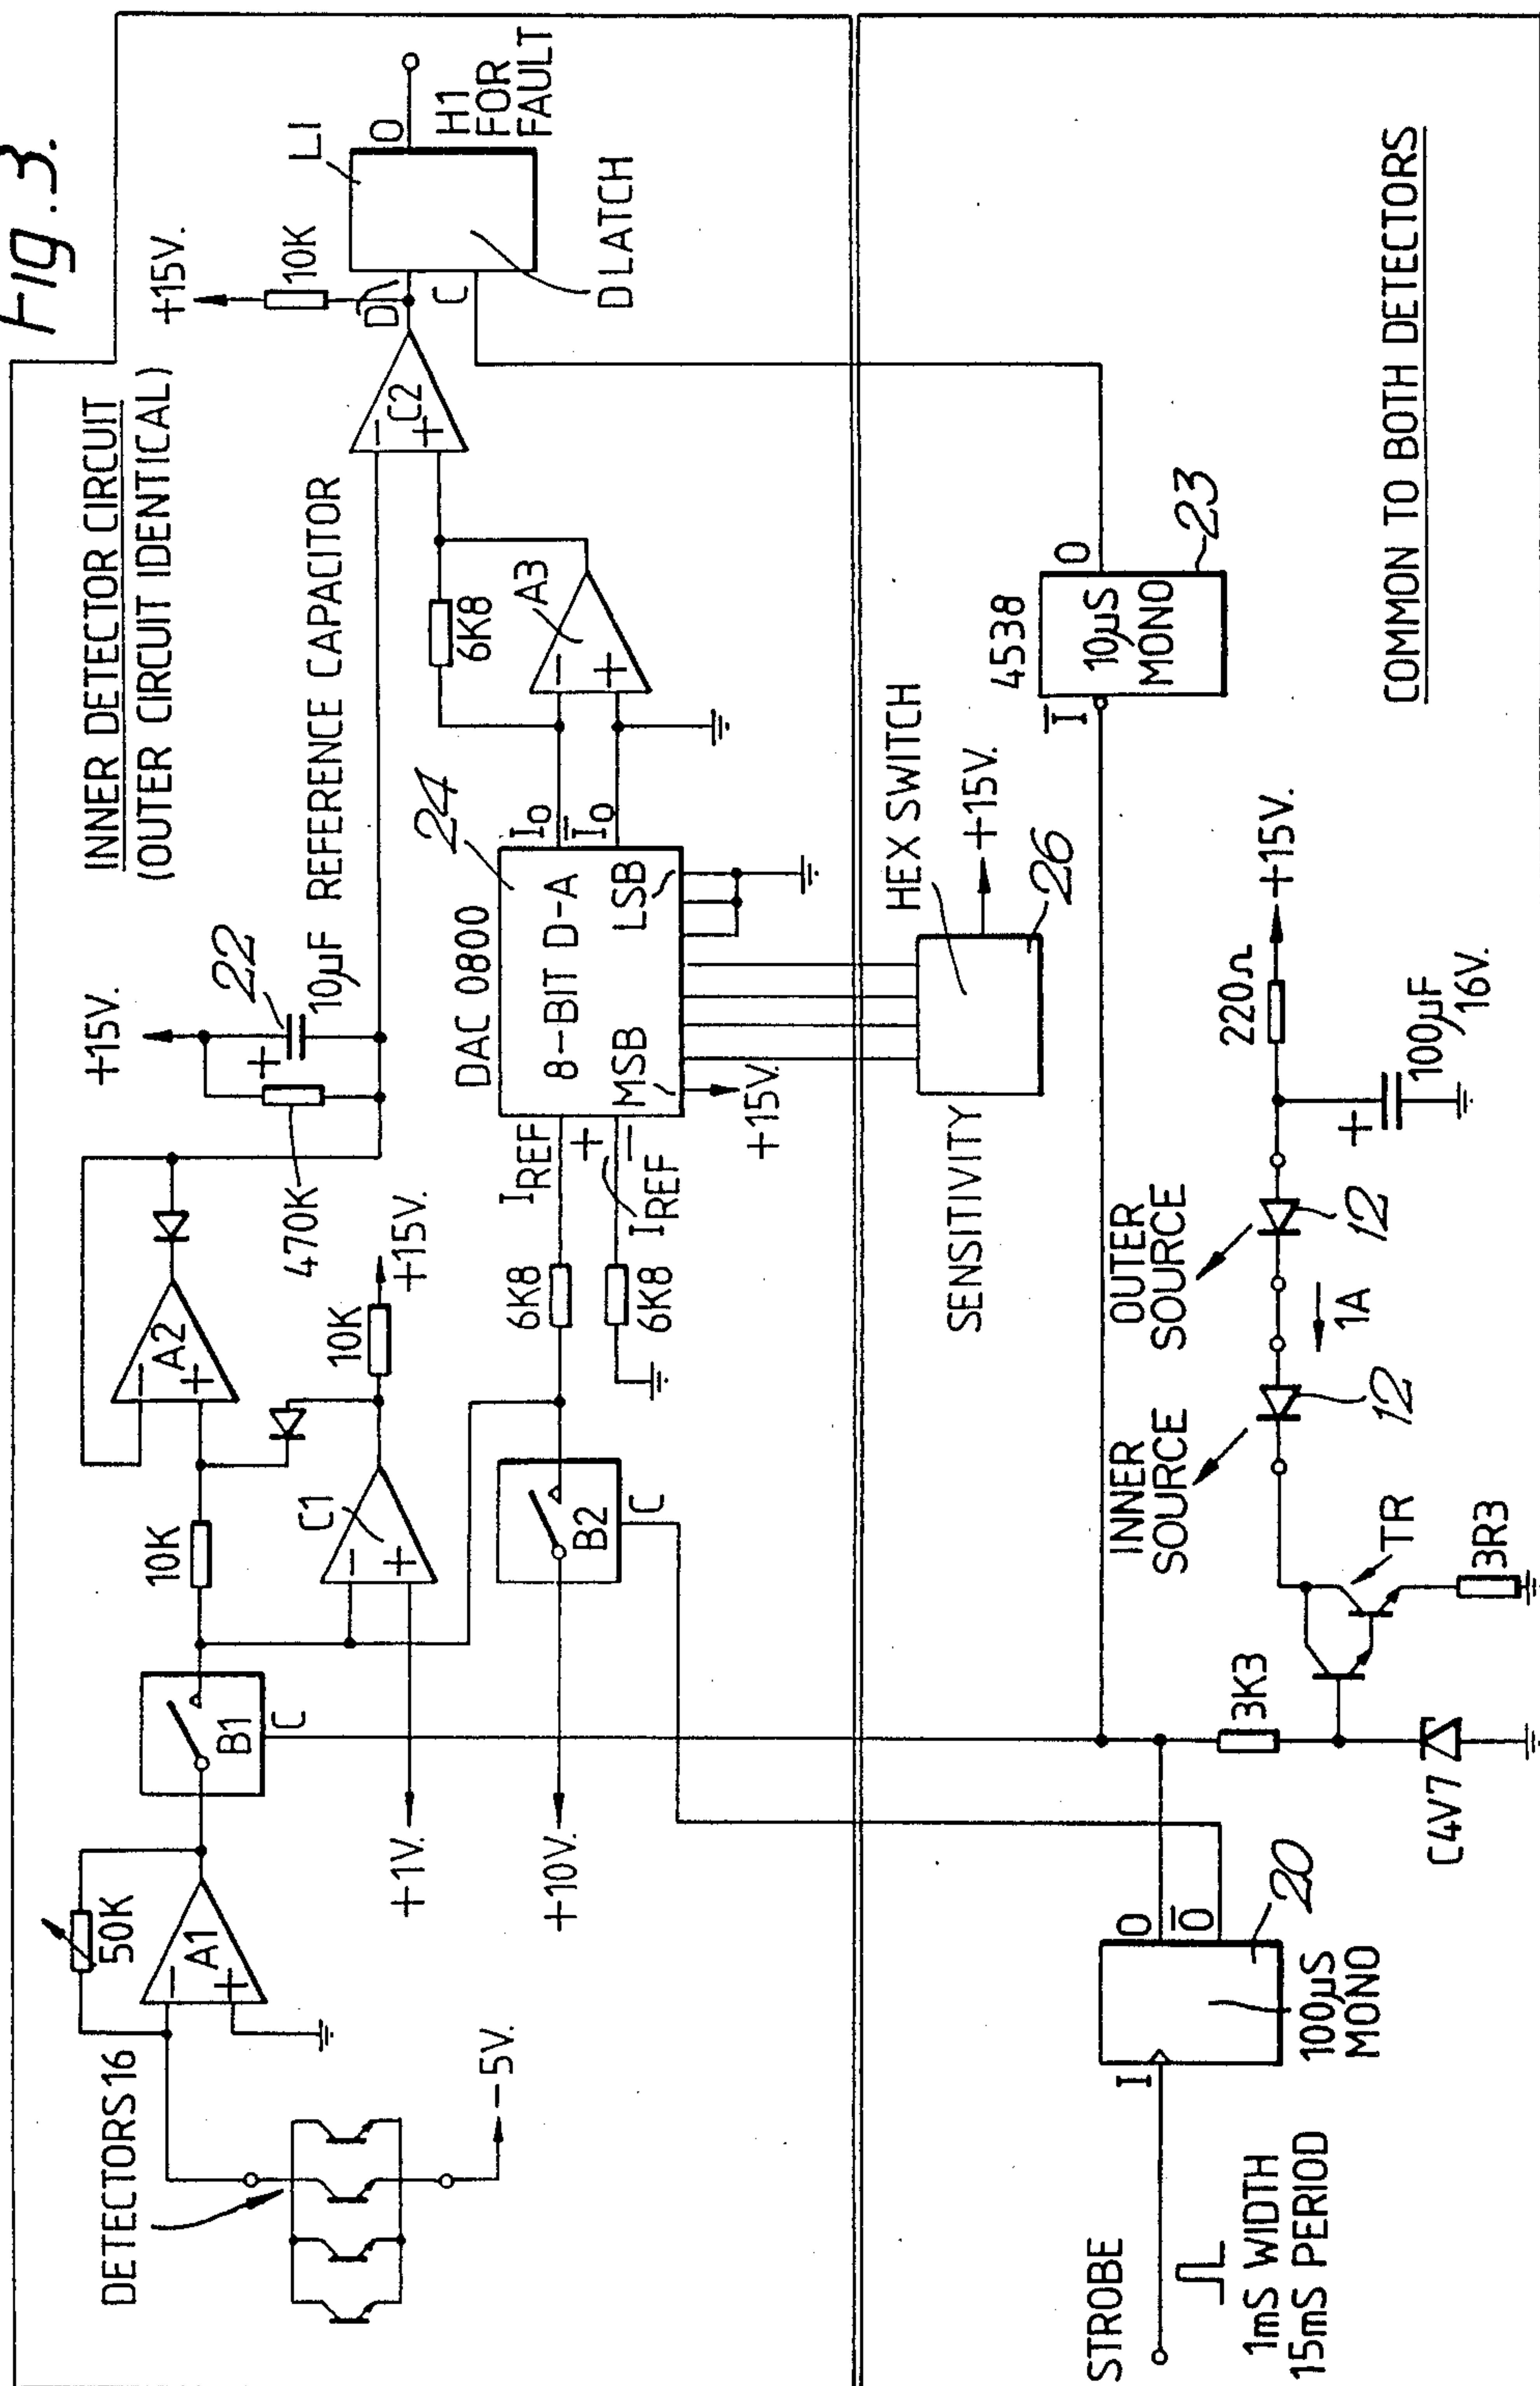 Fig.3.
INNER DETECTOR CIRCUIT
(OUTER CIRCUIT IDENTICAL)
DETECTORS 16
-5V.
50K
A1
-
+
B1
C
10K
+1V.
C1
-
+
A2
-
+
10K
+15V.
470K
+15V.
22
+
10µF REFERENCE CAPACITOR
+10V.
B2
C
6K8
6K8
IREF
+
-
IREF
DAC 0800
24
8-BIT D-A
MSB
LSB
+15V.
I0
I̅0
6K8
A3
-
+
C2
-
+
+15V.
10K
D
C
L1
O
H1
FOR
FAULT
D LATCH
SENSITIVITY
HEX SWITCH
+15V.
26
STROBE
1mS WIDTH
15mS PERIOD
I
O
O̅
20
100µS
MONO
3K3
C4V7
TR
3R3
INNER
SOURCE
12
1A
OUTER
SOURCE
12
220Ω
+15V.
+
100µF
16V.
4538
I̅
10µS
MONO
O
23
COMMON TO BOTH DETECTORS